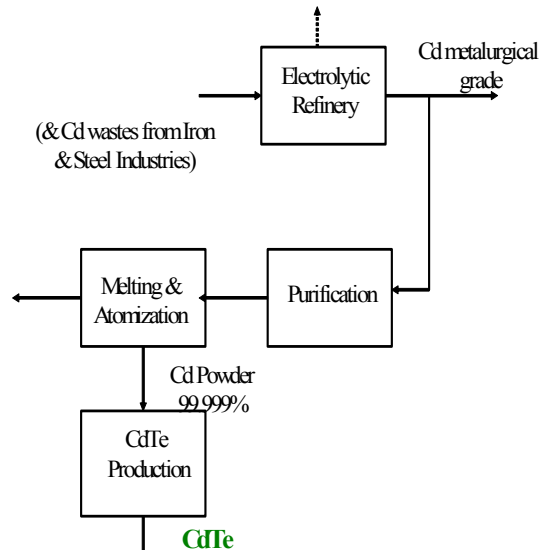 Electrolytic
Refinery
Cd metalurgical
grade
(& Cd wastes from Iron
& Steel Industries)
Melting &
Atomization
Purification
Cd Powder
99.999%
CdTe
Production
CdTe